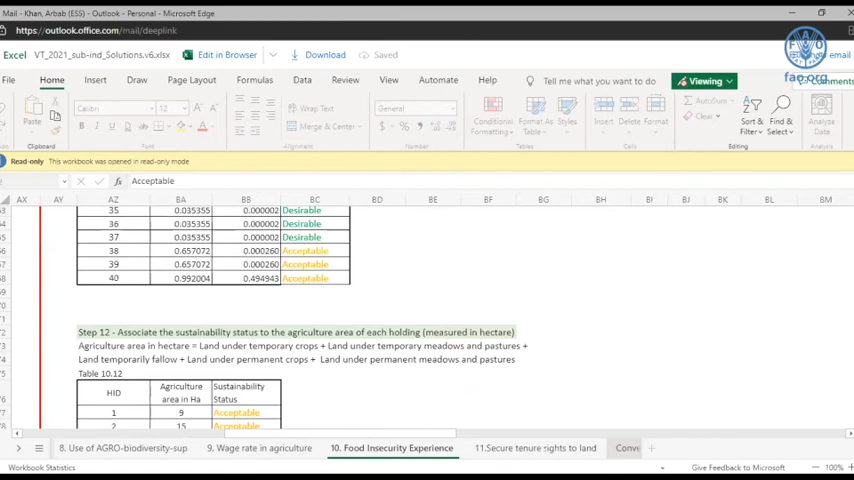 Mail - Khan, Arbab (ESS) - Outlook - Personal - Microsoft Edge
https://outlook.office.com/mail/deeplink
Excel VT_2021_sub-ind_Solutions.v6.xlsx Edit in Browser Download Saved email
FAO
fao.org
File Home Insert Draw Page Layout Formulas Data Review View Automate Help Tell me what you want to do Viewing Comments
Paste Calibri 12 Wrap Text General AutoSum
B Merge & Center $ % Conditional Formatting Format As Table Styles Insert Delete Format Clear Sort & Filter Find & Select Analyze Data
Clipboard Font Alignment Number Tables Cells Editing
Read-only This workbook was opened in read-only mode
fx Acceptable
AX AY AZ BA BB BC BD BE BF BG BH BI BJ BK BL BM
35 0.035355 0.000002 Desirable
36 0.035355 0.000002 Desirable
37 0.035355 0.000002 Desirable
38 0.657072 0.000260 Acceptable
39 0.657072 0.000260 Acceptable
40 0.992004 0.494943 Acceptable
Step 12 - Associate the sustainability status to the agriculture area of each holding (measured in hectare)
Agriculture area in hectare = Land under temporary crops + Land under temporary meadows and pastures +
Land temporarily fallow + Land under permanent crops + Land under permanent meadows and pastures
Table 10.12
HID Agriculture area in Ha Sustainability Status
1 9 Acceptable
2 15 Acceptable
8. Use of AGRO-biodiversity-sup 9. Wage rate in agriculture 10. Food Insecurity Experience 11.Secure tenure rights to land Conve
Workbook Statistics Give Feedback to Microsoft 100%